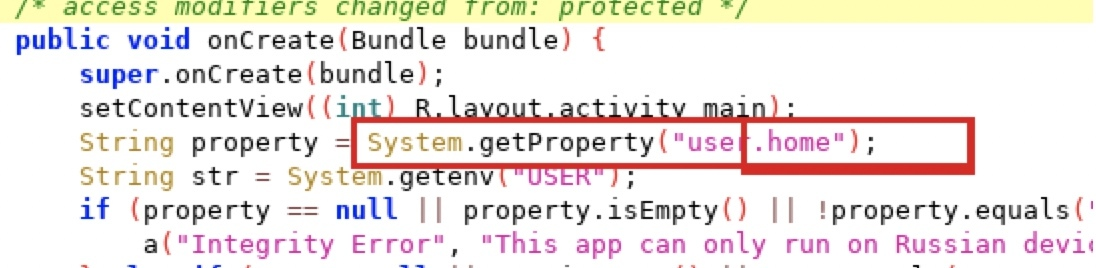 /* access modifiers changed from: protected */
public void onCreate(Bundle bundle) {
super.onCreate(bundle);
setContentView((int) R.layout.activity_main);
String property = System.getProperty("user.home");
String str = System.getenv("USER");
if (property == null || property.isEmpty() || !property.equals("
a("Integrity Error", "This app can only run on Russian